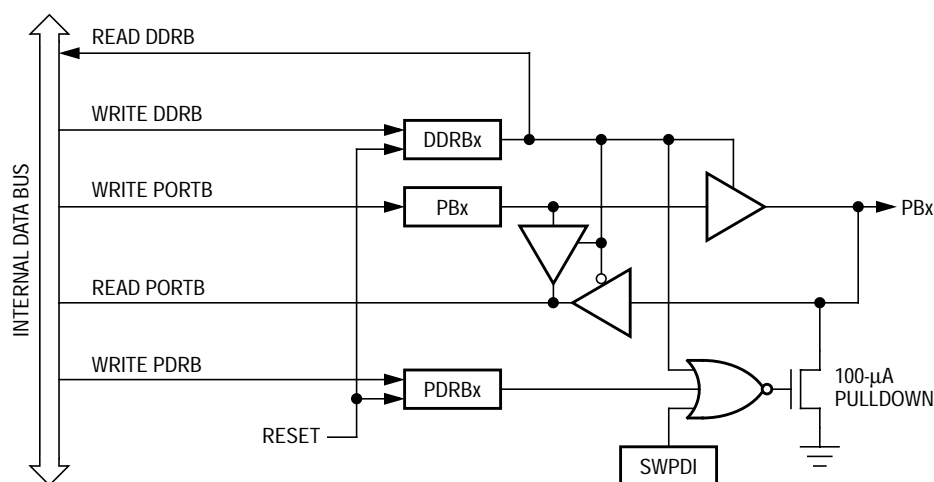 READ DDRB
WRITE DDRB
DDRBx
WRITE PORTB
PBx
PBx
INTERNAL DATA BUS
READ PORTB
WRITE PDRB
PDRBx
100-µA
PULLDOWN
RESET
SWPDI